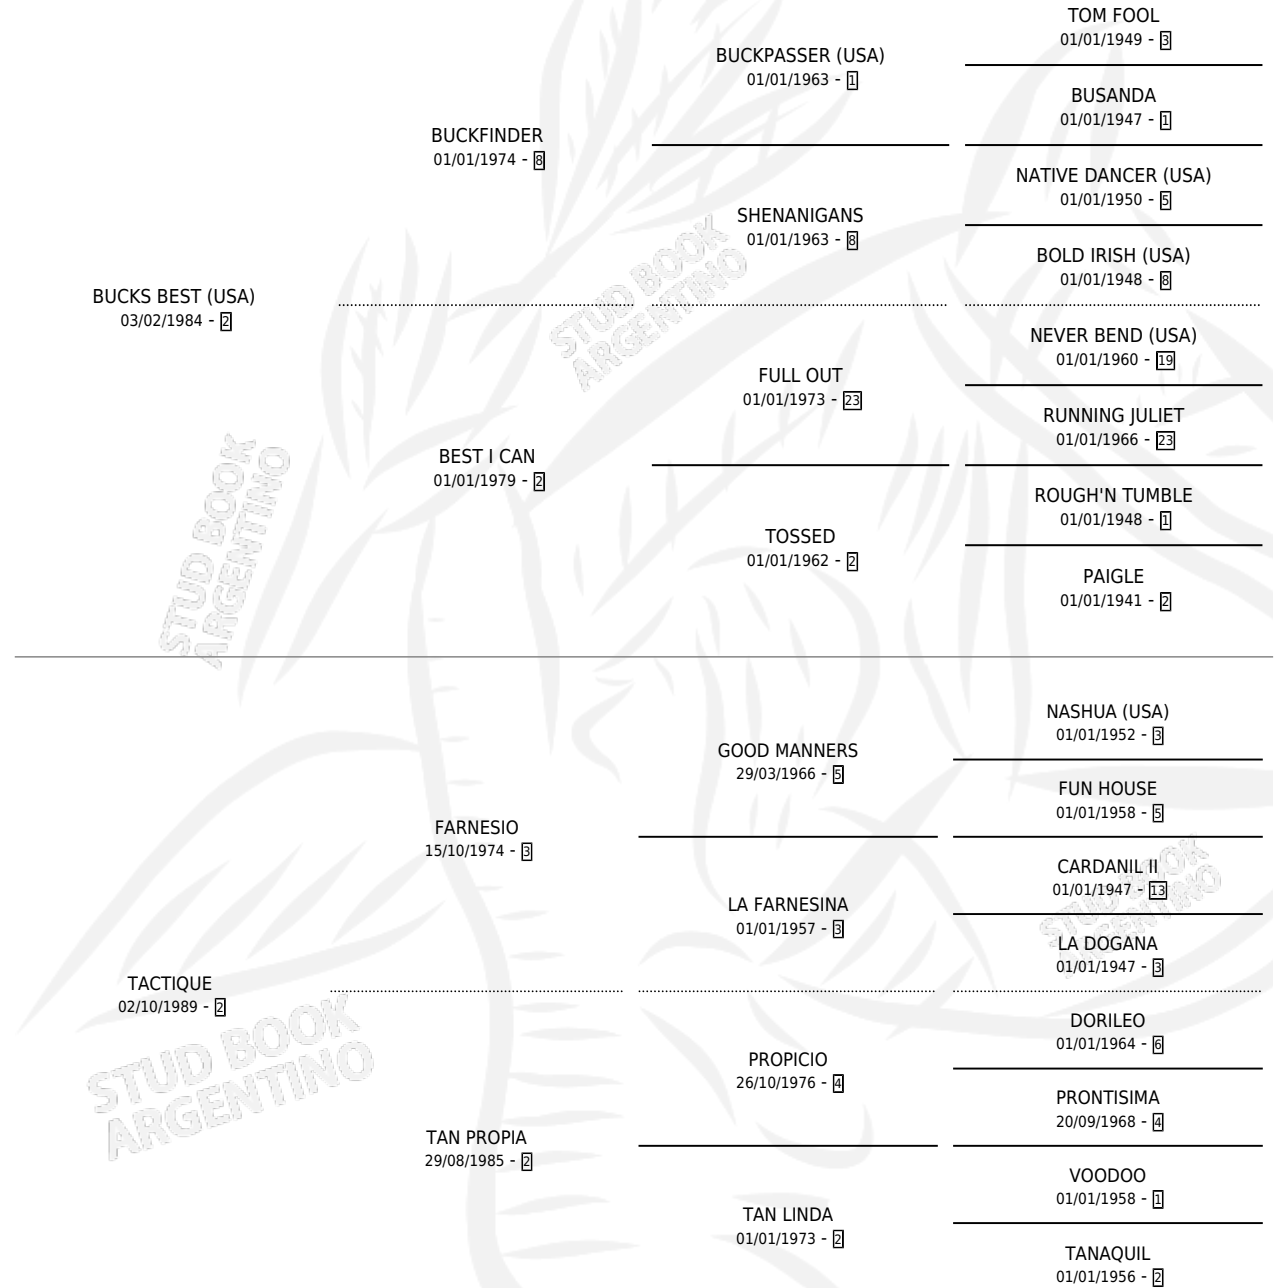 TOM FOOL
01/01/1949 - 3
BUCKPASSER (USA)
01/01/1963 - 1
BUSANDA
01/01/1947 - 1
BUCKFINDER
01/01/1974 - 8
NATIVE DANCER (USA)
01/01/1950 - 5
SHENANIGANS
01/01/1963 - 8
BOLD IRISH (USA)
01/01/1948 - 8
BUCKS BEST (USA)
03/02/1984 - 2
STUD BOOK
ARGENTINO
NEVER BEND (USA)
01/01/1960 - 19
FULL OUT
01/01/1973 - 23
RUNNING JULIET
01/01/1966 - 23
BEST I CAN
01/01/1979 - 2
ROUGH'N TUMBLE
01/01/1948 - 1
TOSSED
01/01/1962 - 2
PAIGLE
01/01/1941 - 2
STUD BOOK
ARGENTINO
NASHUA (USA)
01/01/1952 - 3
GOOD MANNERS
29/03/1966 - 5
FUN HOUSE
01/01/1958 - 5
FARNESIO
15/10/1974 - 3
CARDANIL II
01/01/1947 - 13
LA FARNESINA
01/01/1957 - 3
STUD BOOK
ARGENTINO
LA DOGANA
01/01/1947 - 3
TACTIQUE
02/10/1989 - 2
DORILEO
01/01/1964 - 6
PROPICIO
26/10/1976 - 4
PRONTISIMA
20/09/1968 - 4
STUD BOOK
ARGENTINO
TAN PROPIA
29/08/1985 - 2
VOODOO
01/01/1958 - 1
TAN LINDA
01/01/1973 - 2
TANAQUIL
01/01/1956 - 2